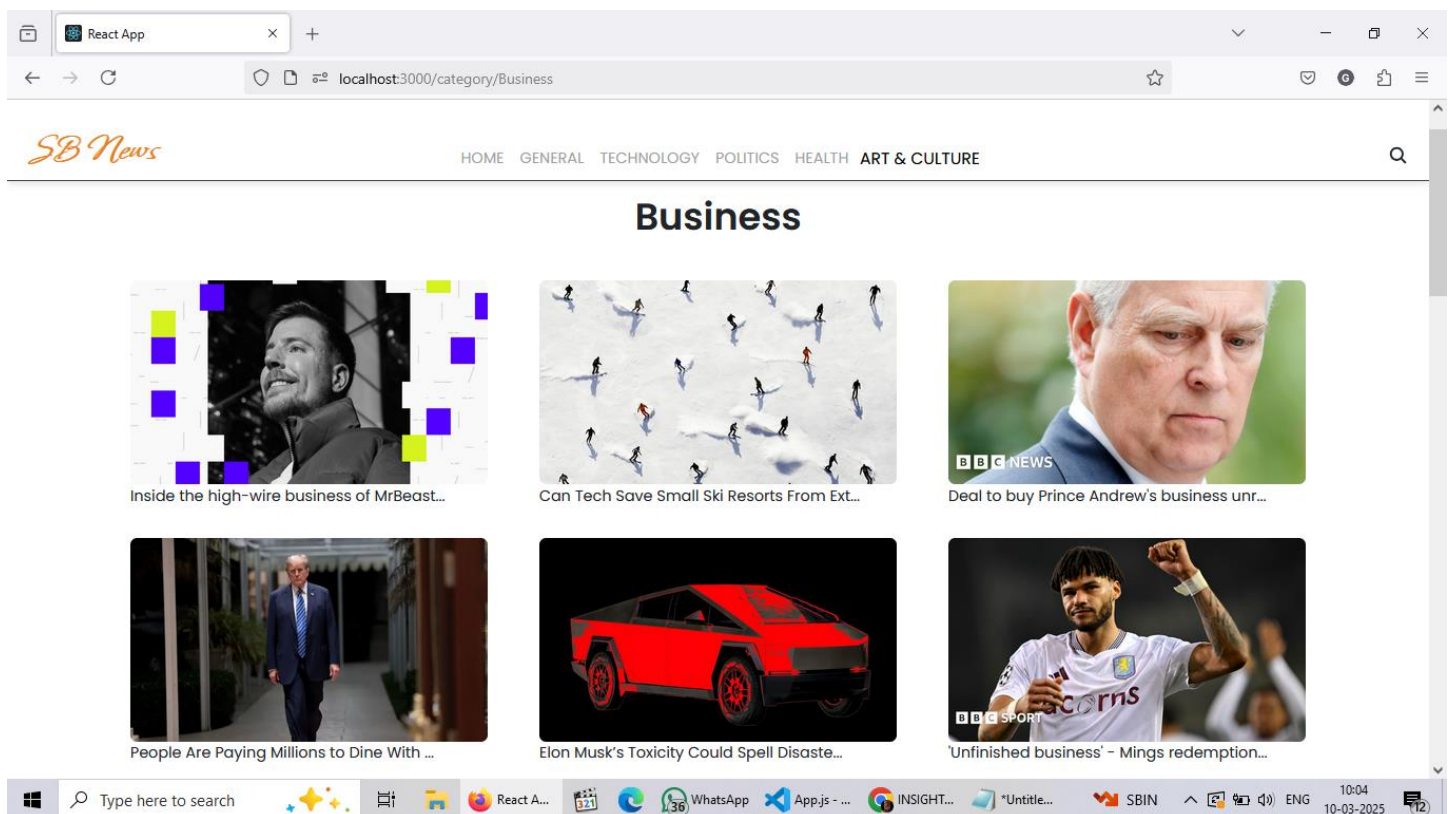 React App
localhost:3000/category/Business
G
SB News
HOME GENERAL TECHNOLOGY POLITICS HEALTH ART & CULTURE
Business
BBC NEWS
Inside the high-wire business of MrBeast...
Can Tech Save Small Ski Resorts From Ext...
Deal to buy Prince Andrew's business unr...
acorns
BBC SPORT
People Are Paying Millions to Dine With ...
Elon Musk's Toxicity Could Spell Disaste...
'Unfinished business' - Mings redemption...
Type here to search
React A...
321
36
WhatsApp
App.js - ...
INSIGHT...
*Untitle...
SBIN
ENG
10:04
10-03-2025
12